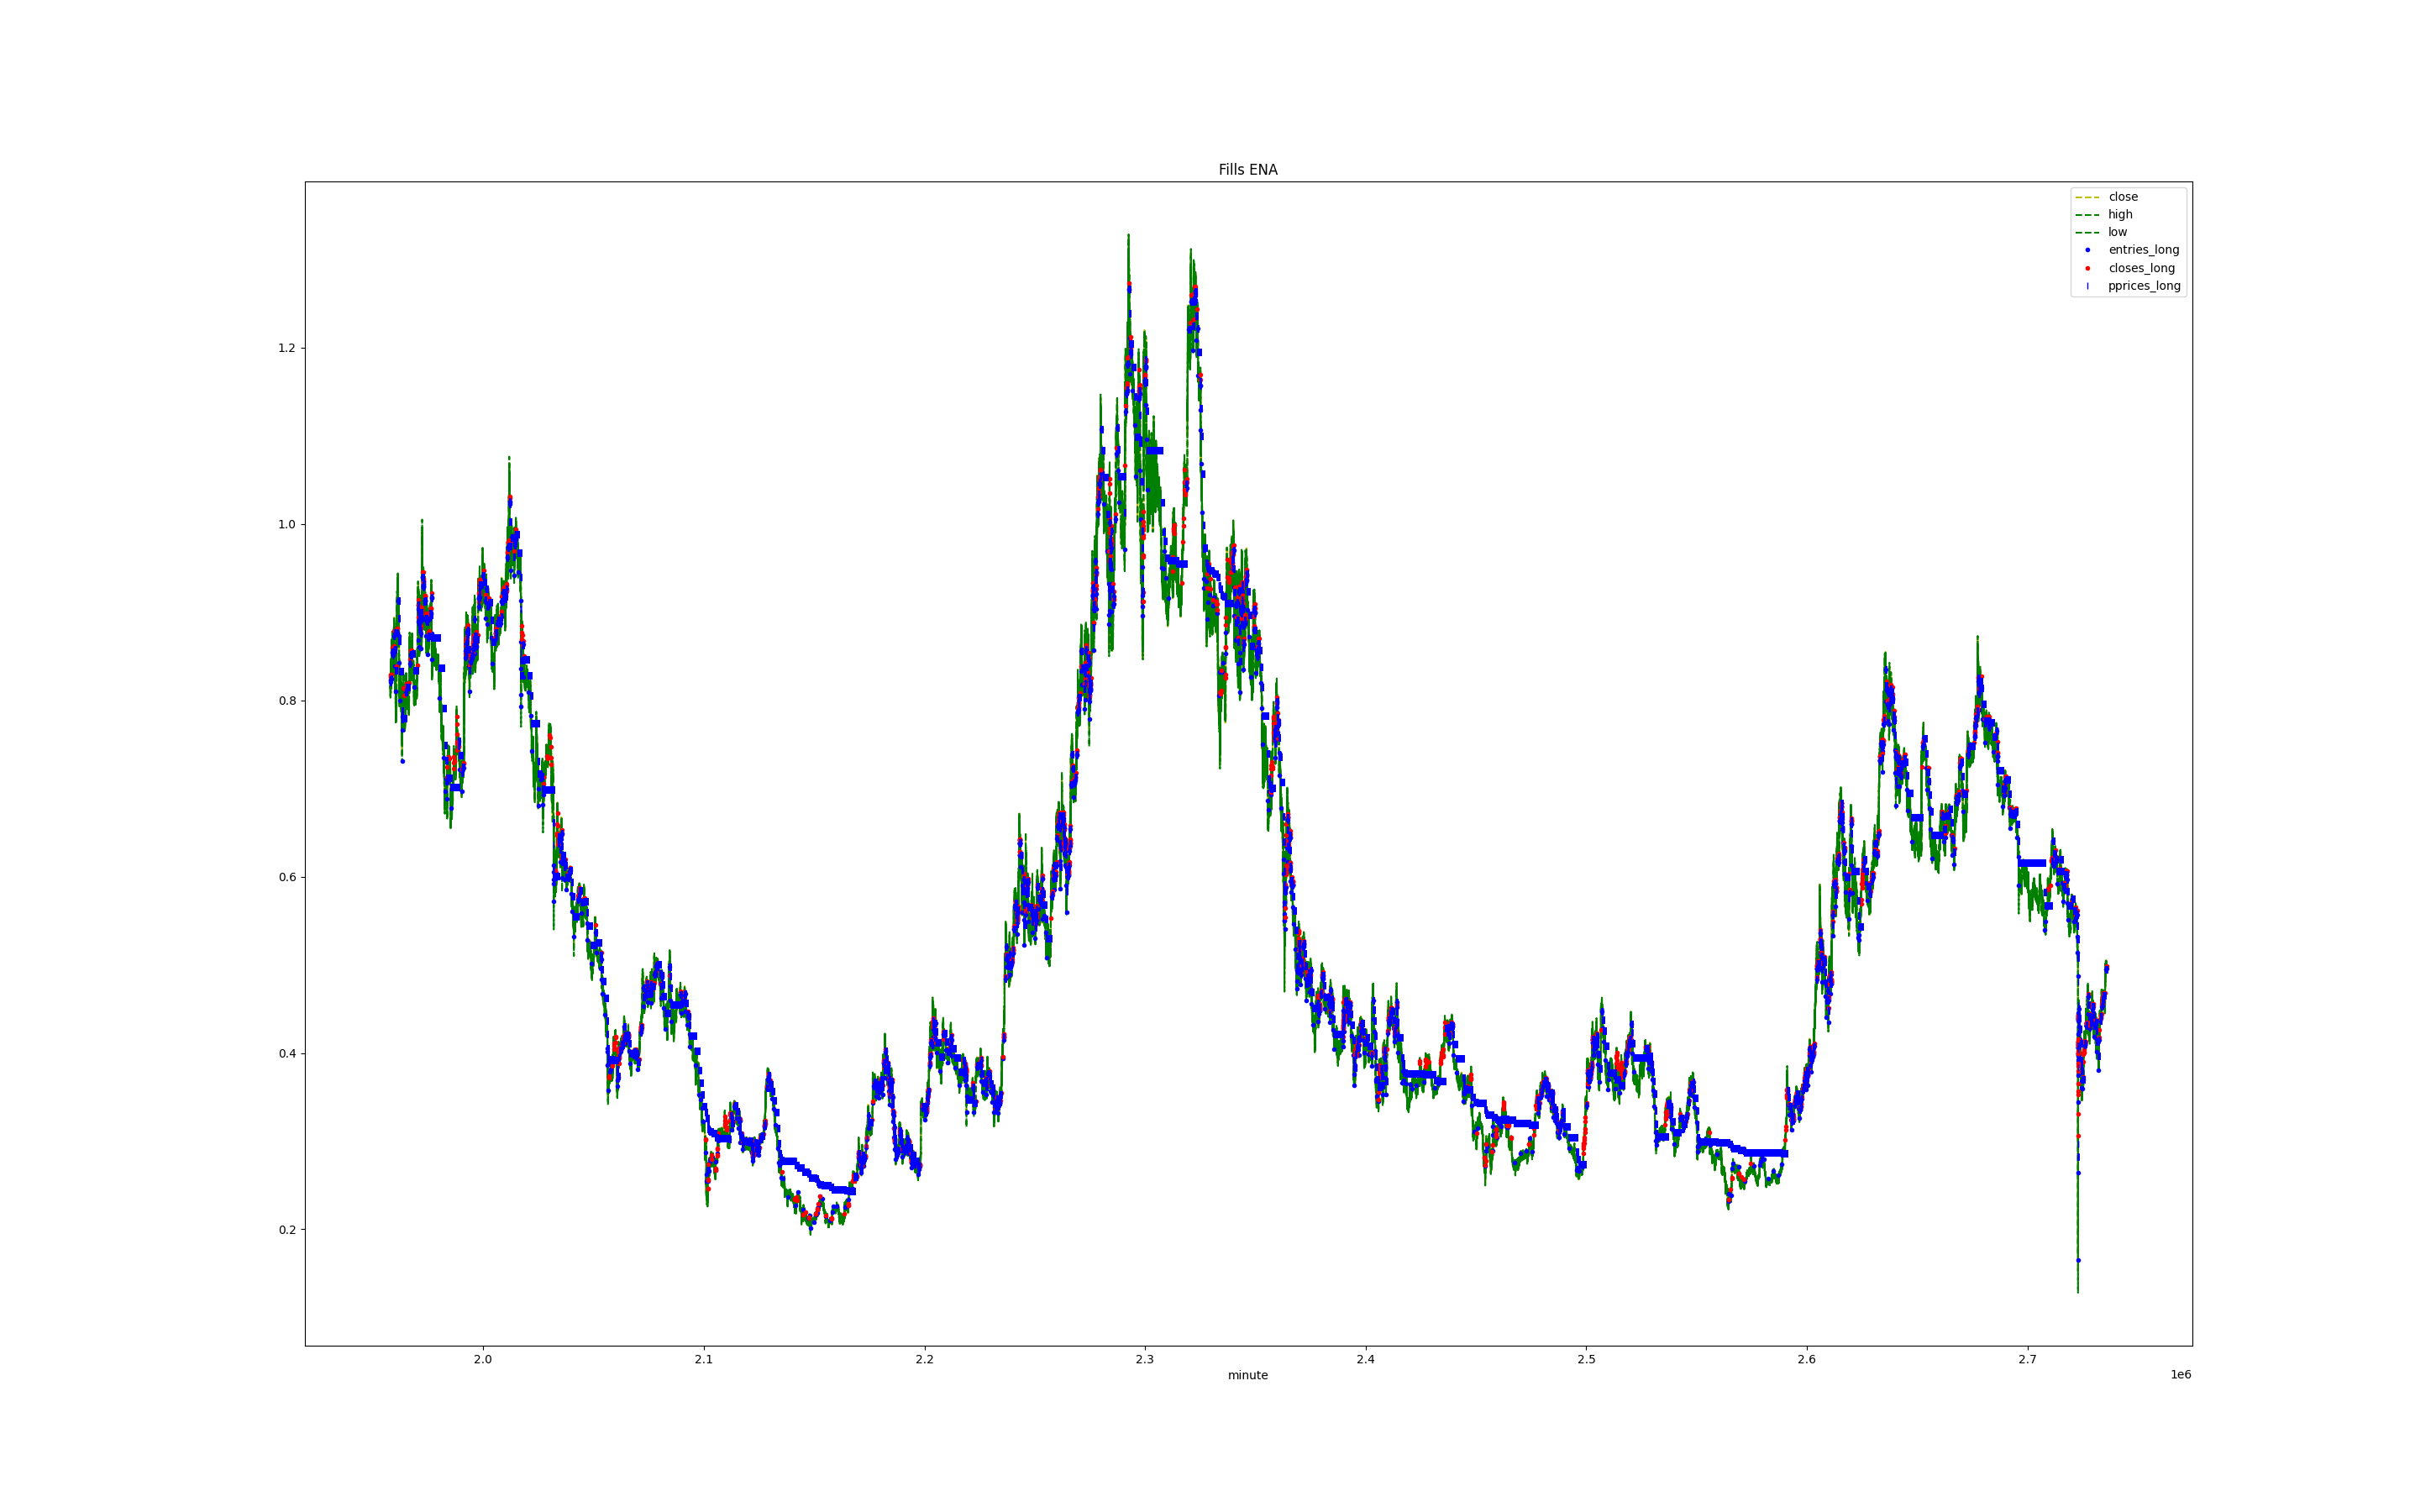 Fills ENA
close
high
low
entries_long
closes_long
pprices_long
1.2
1.0
0.8
0.6
0.4
0.2
2.0 2.1 2.2 2.3 2.4 2.5 2.6 2.7
minute 1e6